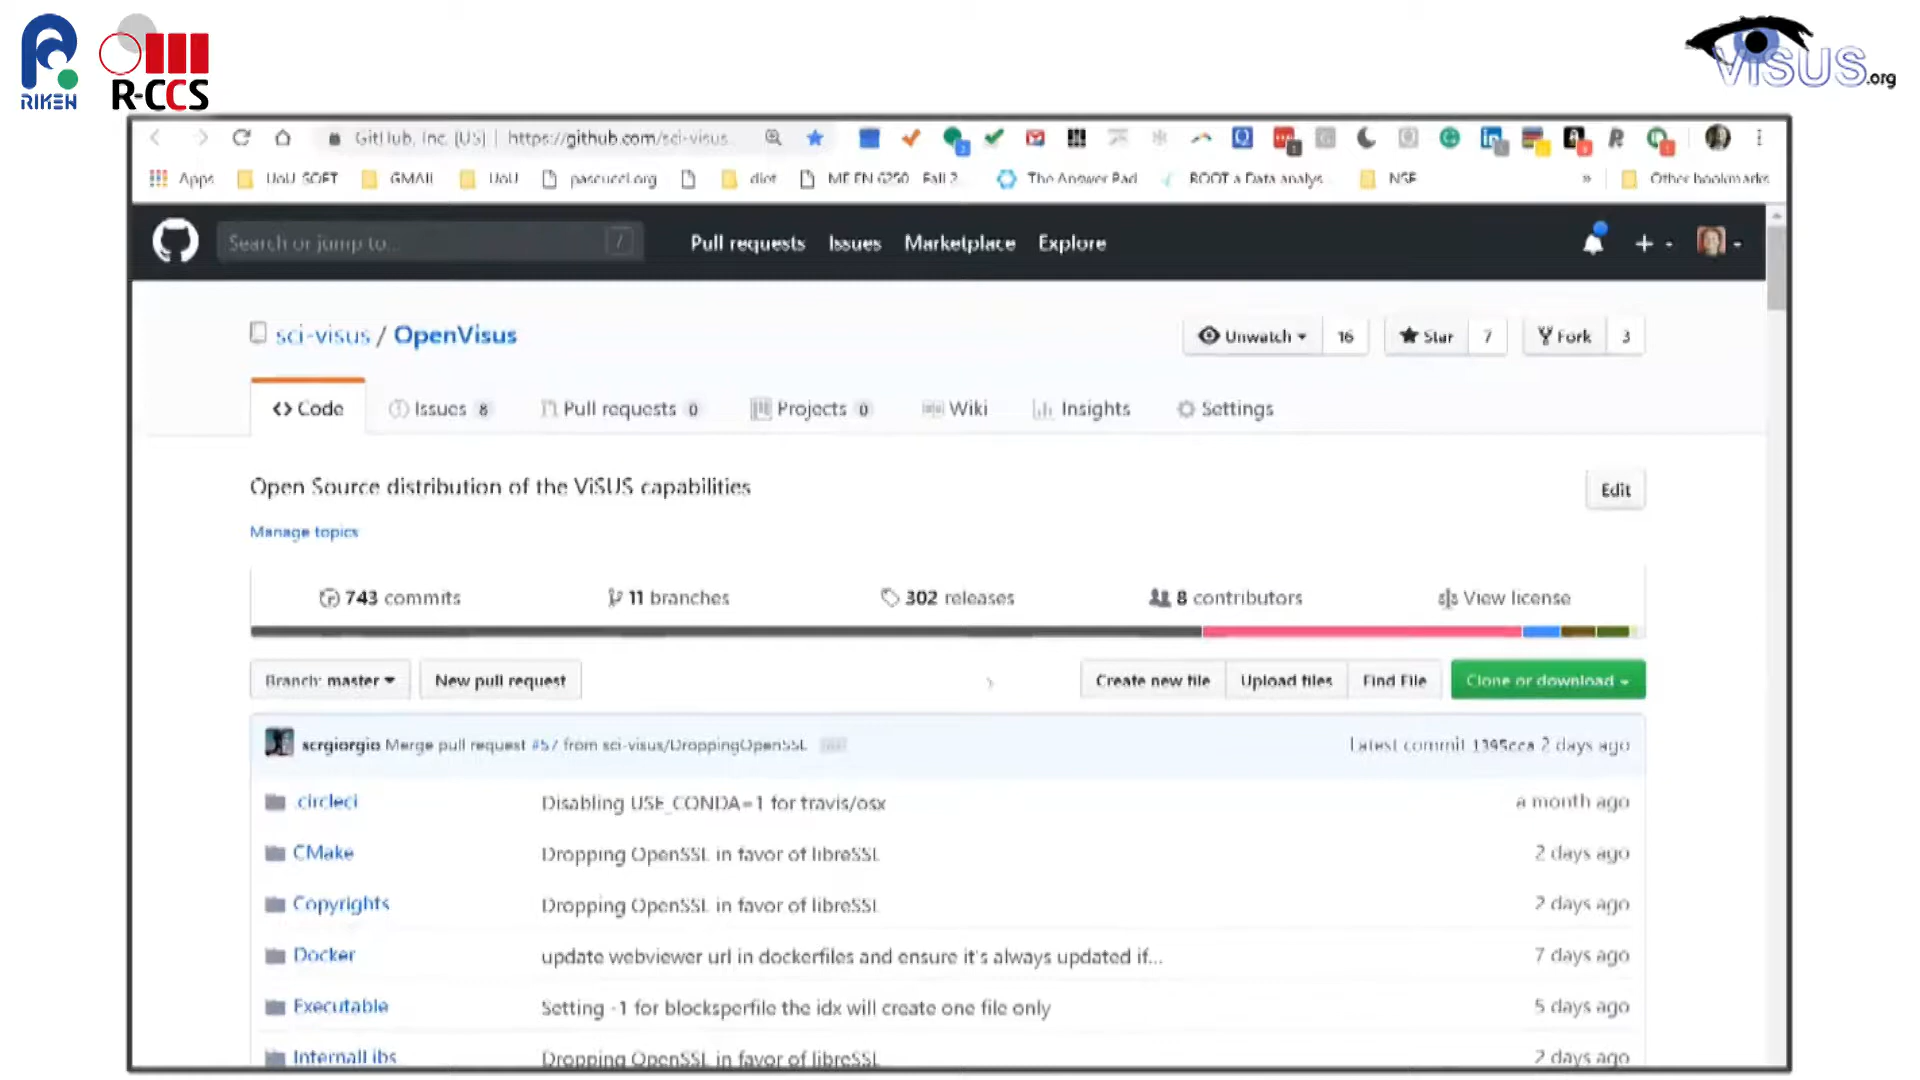 RIKEN
R-CCS
ViSUS.org
GitHub, Inc. [US] | https://github.com/sci-visus
Apps UoU SOFT GMAIL UoU pascucci.org ME EN 6250 Fall 2 The Answer Pad ROOT a Data analys NSF » Other bookmarks
Search or jump to... / Pull requests Issues Marketplace Explore
sci-visus / OpenVisus Unwatch 16 Star 7 Fork 3
Code Issues 8 Pull requests 0 Projects 0 Wiki Insights Settings
Open Source distribution of the ViSUS capabilities Edit
Manage topics
743 commits 11 branches 302 releases 8 contributors View license
Branch: master New pull request Create new file Upload files Find File Clone or download
scrgiorgio Merge pull request #57 from sci-visus/DroppingOpenSSL Latest commit 1395cca 2 days ago
.circleci Disabling USE_CONDA=1 for travis/osx a month ago
CMake Dropping OpenSSL in favor of libreSSL 2 days ago
Copyrights Dropping OpenSSL in favor of libreSSL 2 days ago
Docker update webviewer url in dockerfiles and ensure it's always updated if... 7 days ago
Executable Setting -1 for blocksperfile the idx will create one file only 5 days ago
InternalLibs Dropping OpenSSL in favor of libreSSL 2 days ago